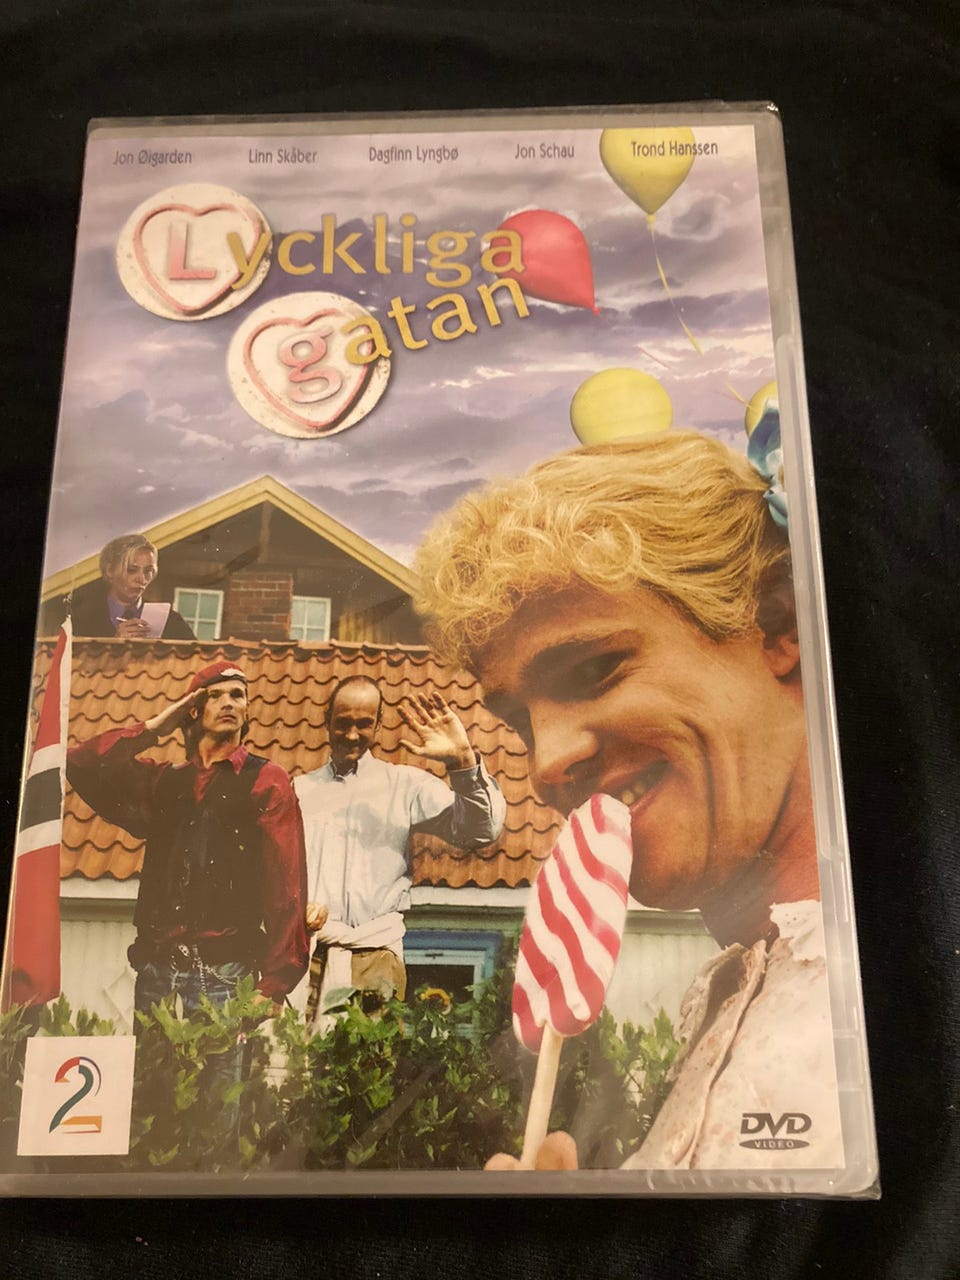 Jon Øigarden Linn Skåber Dagfinn Lyngbø Jon Schau Trond Hanssen
Lyckliga
gatan
2
DVD
VIDEO